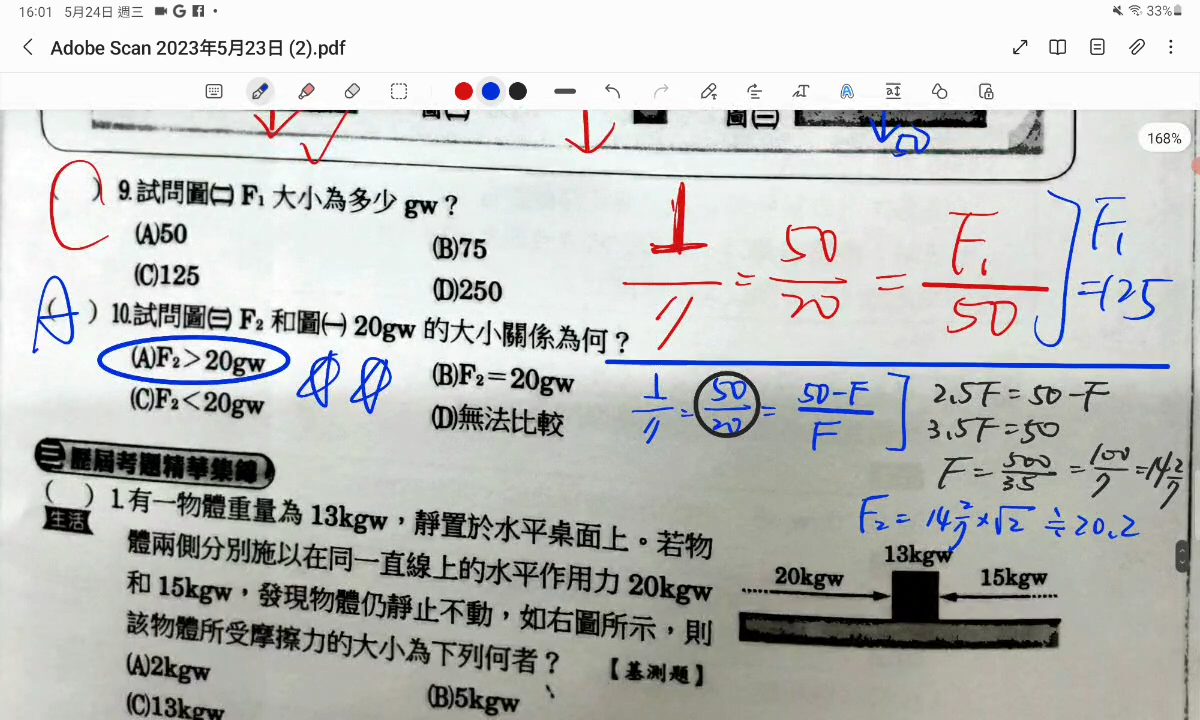 16:01 5月24日 週三
33%
Adobe Scan 2023年5月23日 (2).pdf
168%
圖㈢
50
C
( ) 9.試問圖㈡ F₁ 大小為多少 gw？
(A)50
(B)75
(C)125
(D)250
1/μ = 50/20 = F₁/50
F₁
=125
A
( ) 10.試問圖㈢ F₂ 和圖㈠ 20gw 的大小關係為何？
(A)F₂＞20gw
(B)F₂＝20gw
(C)F₂＜20gw
(D)無法比較
1/μ = 50/20 = 50-F/F
2.5F=50-F
3.5F=50
F=500/35=100/7=14 2/7
F₂=14 2/7×√2≑20.2
三 歷屆考題精華集錦
( ) 1.有一物體重量為 13kgw，靜置於水平桌面上。若物
生活
體兩側分別施以在同一直線上的水平作用力 20kgw
和 15kgw，發現物體仍靜止不動，如右圖所示，則
該物體所受摩擦力的大小為下列何者？ 【基測題】
(A)2kgw
(B)5kgw
(C)13kgw
13kgw
20kgw
15kgw